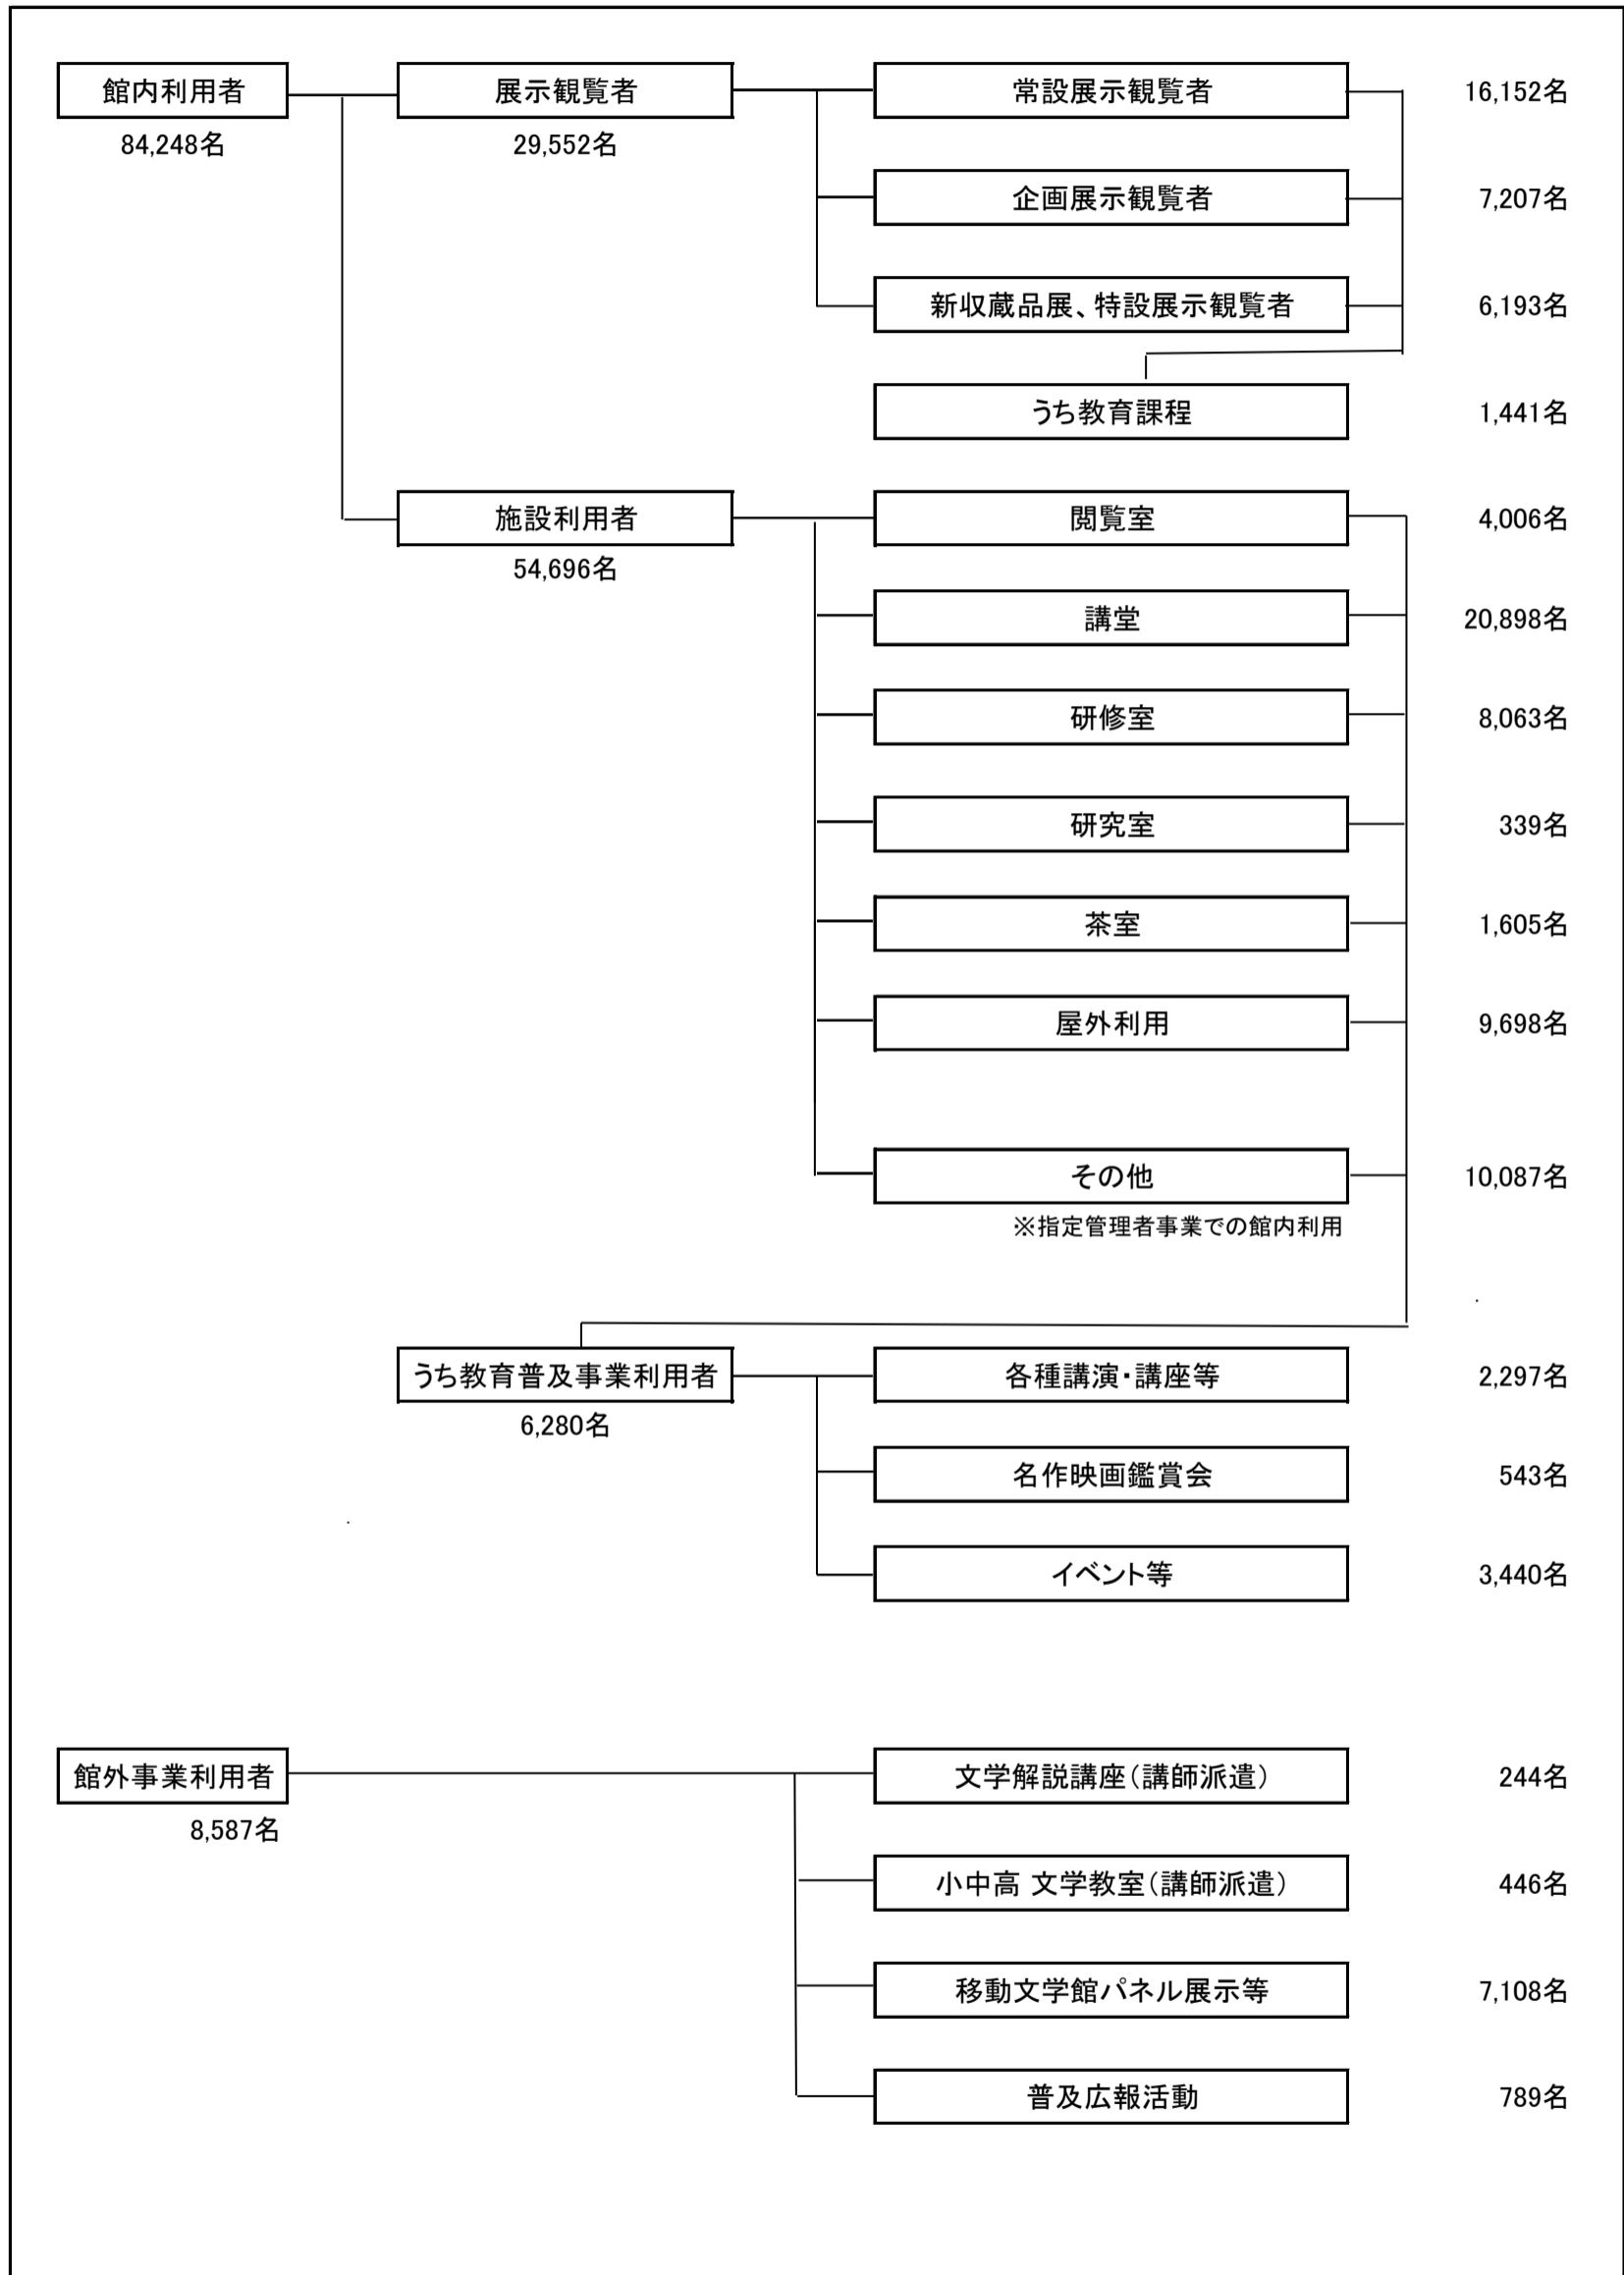 館内利用者 展示観覧者 常設展示観覧者 16,152名
84,248名 29,552名
企画展示観覧者 7,207名
新収蔵品展、特設展示観覧者 6,193名
うち教育課程 1,441名
施設利用者 閲覧室 4,006名
54,696名
講堂 20,898名
研修室 8,063名
研究室 339名
茶室 1,605名
屋外利用 9,698名
その他 10,087名
※指定管理者事業での館内利用
うち教育普及事業利用者 各種講演・講座等 2,297名
6,280名
名作映画鑑賞会 543名
イベント等 3,440名
館外事業利用者 文学解説講座（講師派遣） 244名
8,587名
小中高 文学教室（講師派遣） 446名
移動文学館パネル展示等 7,108名
普及広報活動 789名